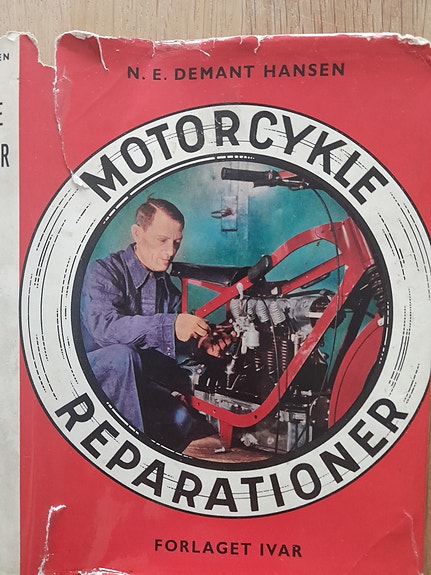 N. E. DEMANT HANSEN
MOTORCYKLE
REPARATIONER
FORLAGET IVAR